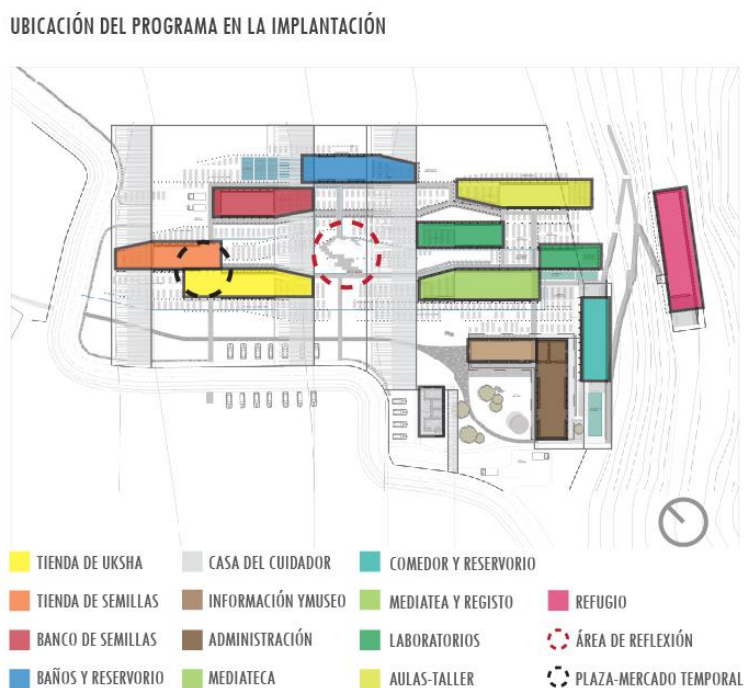 UBICACIÓN DEL PROGRAMA EN LA IMPLANTACIÓN
TIENDA DE UKSHA
CASA DEL CUIDADOR
COMEDOR Y RESERVORIO
TIENDA DE SEMILLAS
INFORMACIÓN YMUSEO
MEDIATEA Y REGISTO
REFUGIO
BANCO DE SEMILLAS
ADMINISTRACIÓN
LABORATORIOS
ÁREA DE REFLEXIÓN
BAÑOS Y RESERVORIO
MEDIATECA
AULAS-TALLER
PLAZA-MERCADO TEMPORAL